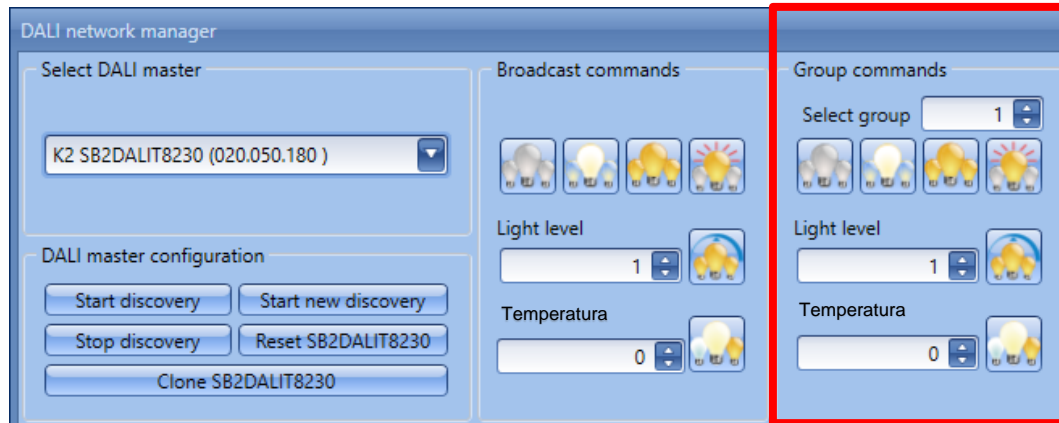 DALI network manager
Select DALI master
K2 SB2DALIT8230 (020.050.180 )
DALI master configuration
Start discovery
Start new discovery
Stop discovery
Reset SB2DALIT8230
Clone SB2DALIT8230
Broadcast commands
Light level
1
Temperatura
0
Group commands
Select group
1
Light level
1
Temperatura
0